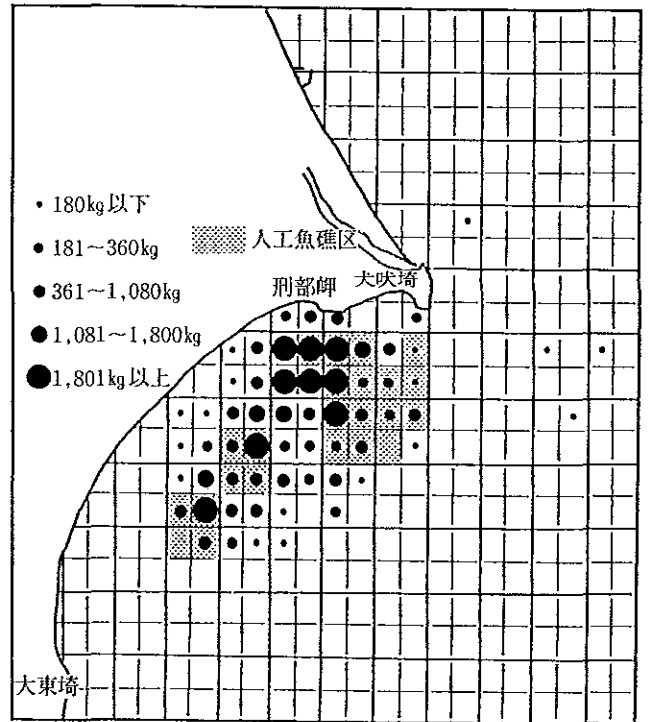 180kg以下
181～360kg
361～1,080kg
1,081～1,800kg
1,801kg以上
人工魚礁区
刑部岬
犬吠埼
大東埼